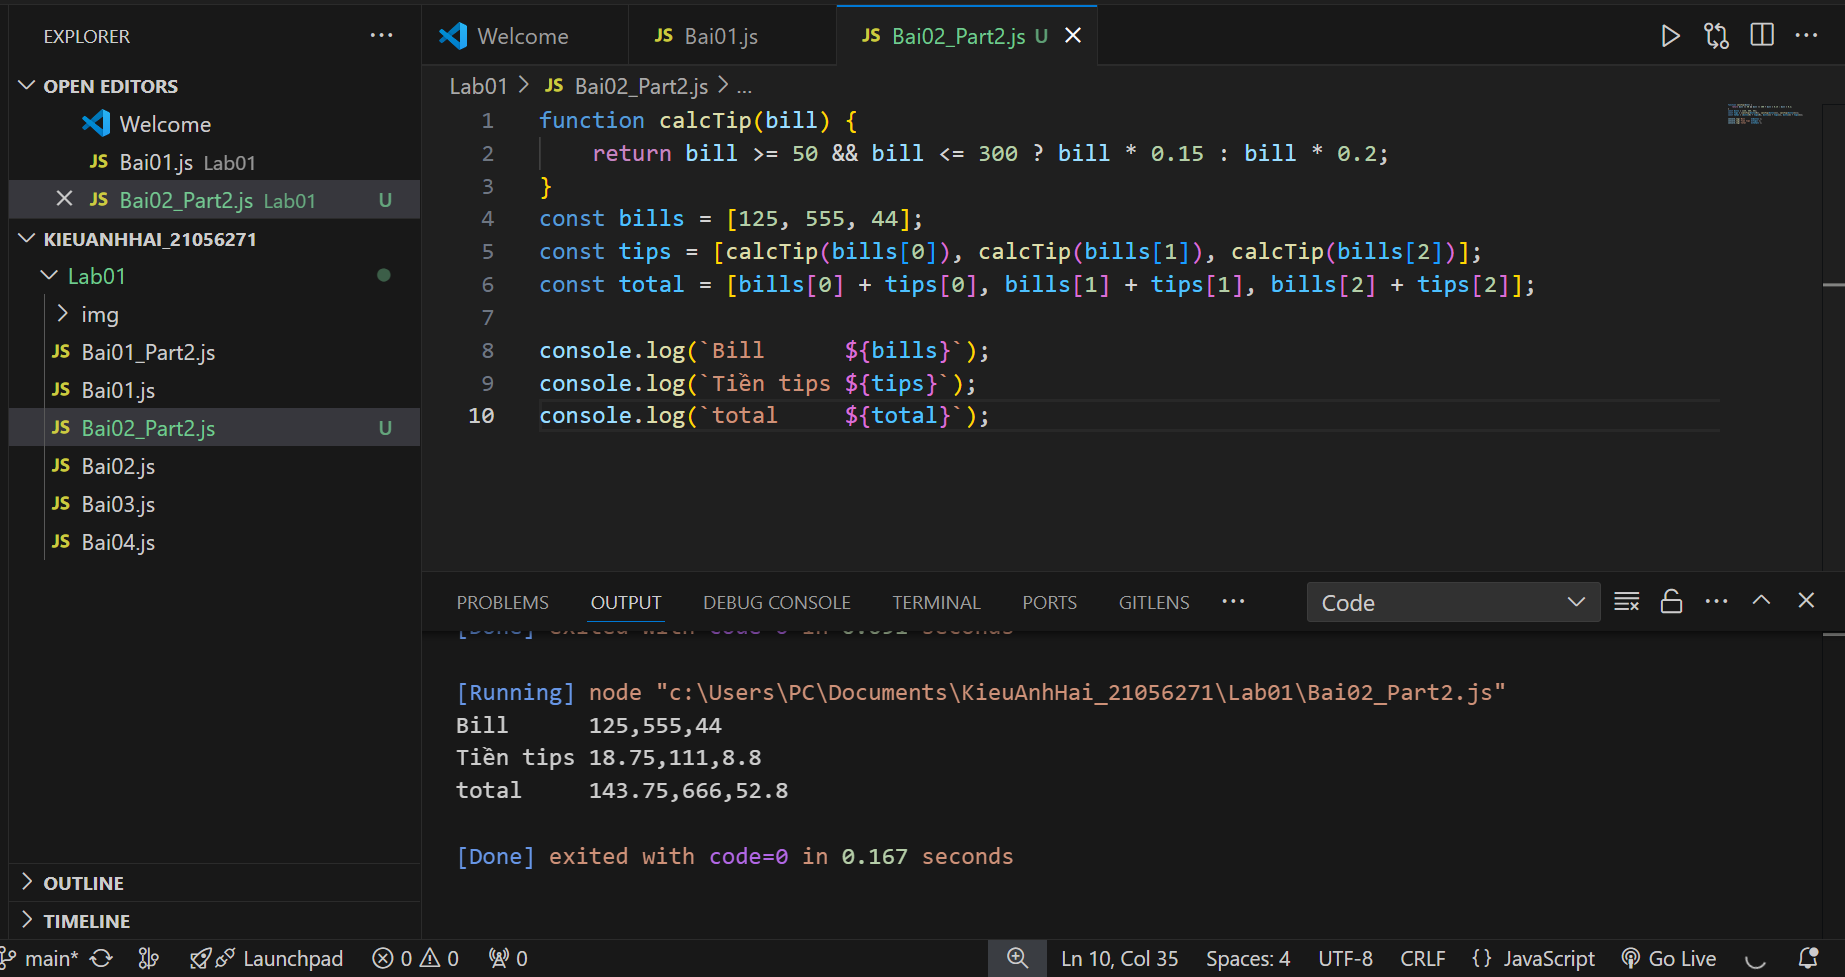 EXPLORER
Welcome
JS Bai01.js
JS Bai02_Part2.js U
OPEN EDITORS
Welcome
JS Bai01.js Lab01
JS Bai02_Part2.js Lab01 U
KIEUANHHAI_21056271
Lab01
img
JS Bai01_Part2.js
JS Bai01.js
JS Bai02_Part2.js U
JS Bai02.js
JS Bai03.js
JS Bai04.js
OUTLINE
TIMELINE
Lab01 > JS Bai02_Part2.js > ...
1 function calcTip(bill) {
2     return bill >= 50 && bill <= 300 ? bill * 0.15 : bill * 0.2;
3 }
4 const bills = [125, 555, 44];
5 const tips = [calcTip(bills[0]), calcTip(bills[1]), calcTip(bills[2])];
6 const total = [bills[0] + tips[0], bills[1] + tips[1], bills[2] + tips[2]];
7
8 console.log(`Bill      ${bills}`);
9 console.log(`Tiền tips ${tips}`);
10 console.log(`total     ${total}`);
PROBLEMS OUTPUT DEBUG CONSOLE TERMINAL PORTS GITLENS ... Code
[Done] exited with code=0 in 0.691 seconds
[Running] node "c:\Users\PC\Documents\KieuAnhHai_21056271\Lab01\Bai02_Part2.js"
Bill      125,555,44
Tiền tips 18.75,111,8.8
total     143.75,666,52.8
[Done] exited with code=0 in 0.167 seconds
main* Launchpad 0 0 0 Ln 10, Col 35 Spaces: 4 UTF-8 CRLF {} JavaScript Go Live